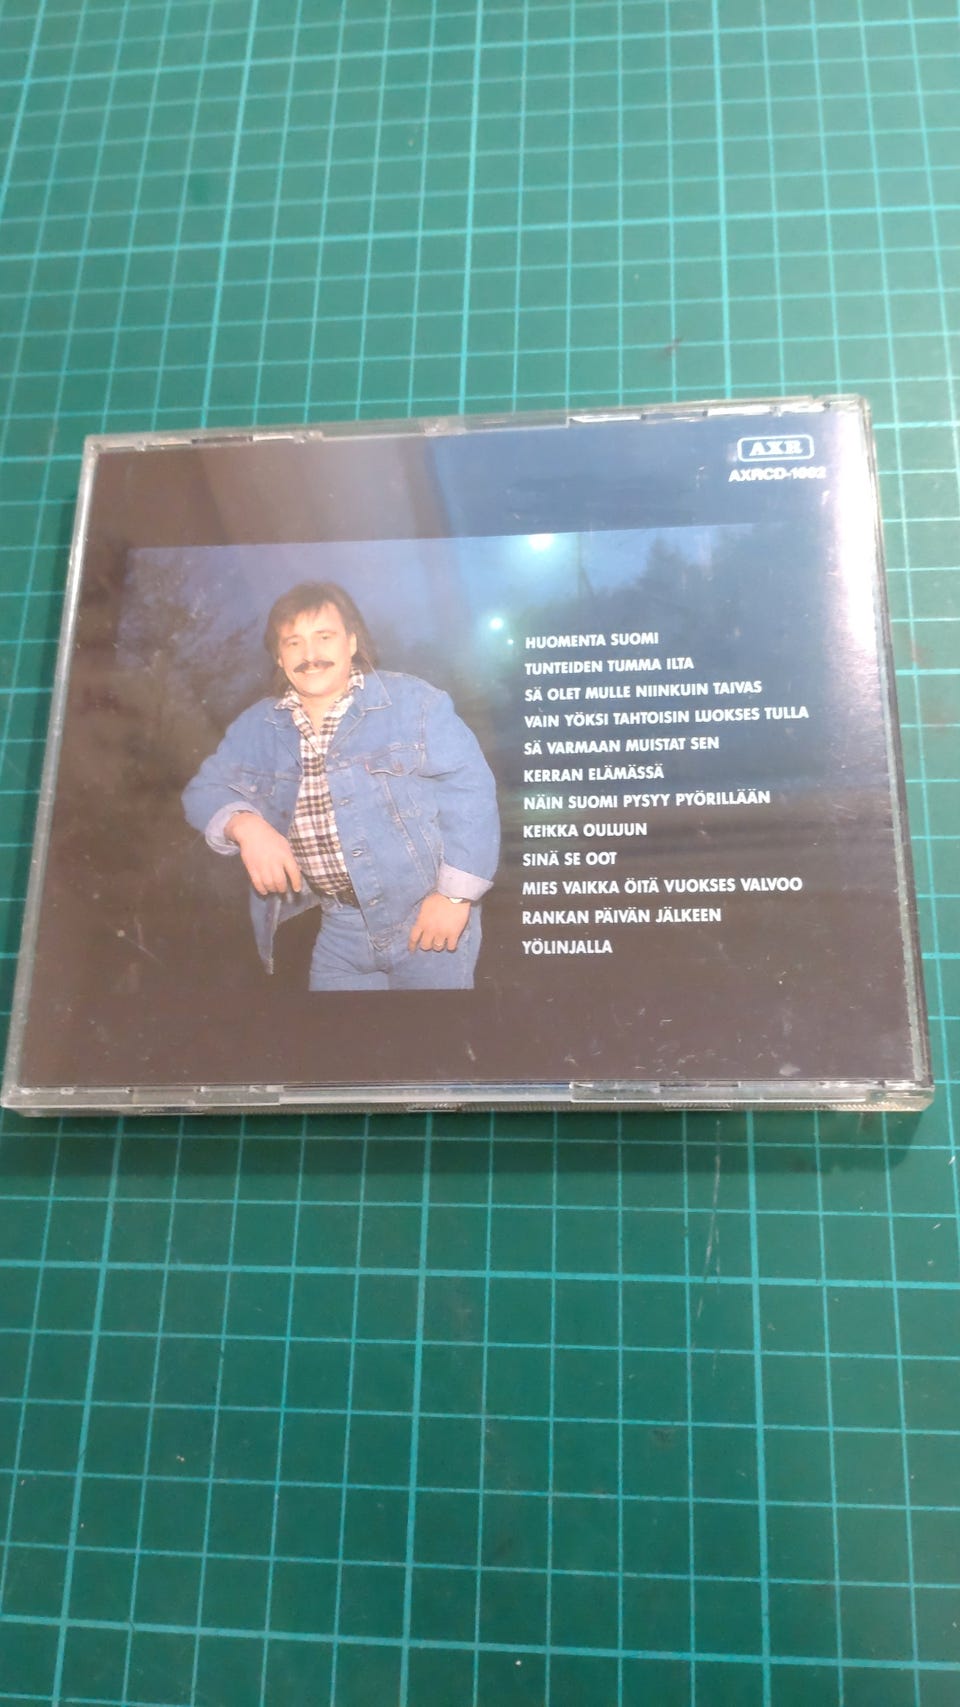 AXR
HUOMENTA SUOMI
TUNTEIDEN TUMMA ILTA
SÄ OLET MULLE NIINKUIN TAIVAS
VAIN YÖKSI TAHTOISIN LUOKSES TULLA
SÄ VARMAAN MUISTAT SEN
KERRAN ELÄMÄSSÄ
NÄIN SUOMI PYSYY PYÖRILLÄÄN
KEIKKA OULUUN
SINÄ SE OOT
MIES VAIKKA ÖITÄ VUOKSES VALVOO
RANKAN PÄIVÄN JÄLKEEN
YÖLINJALLA